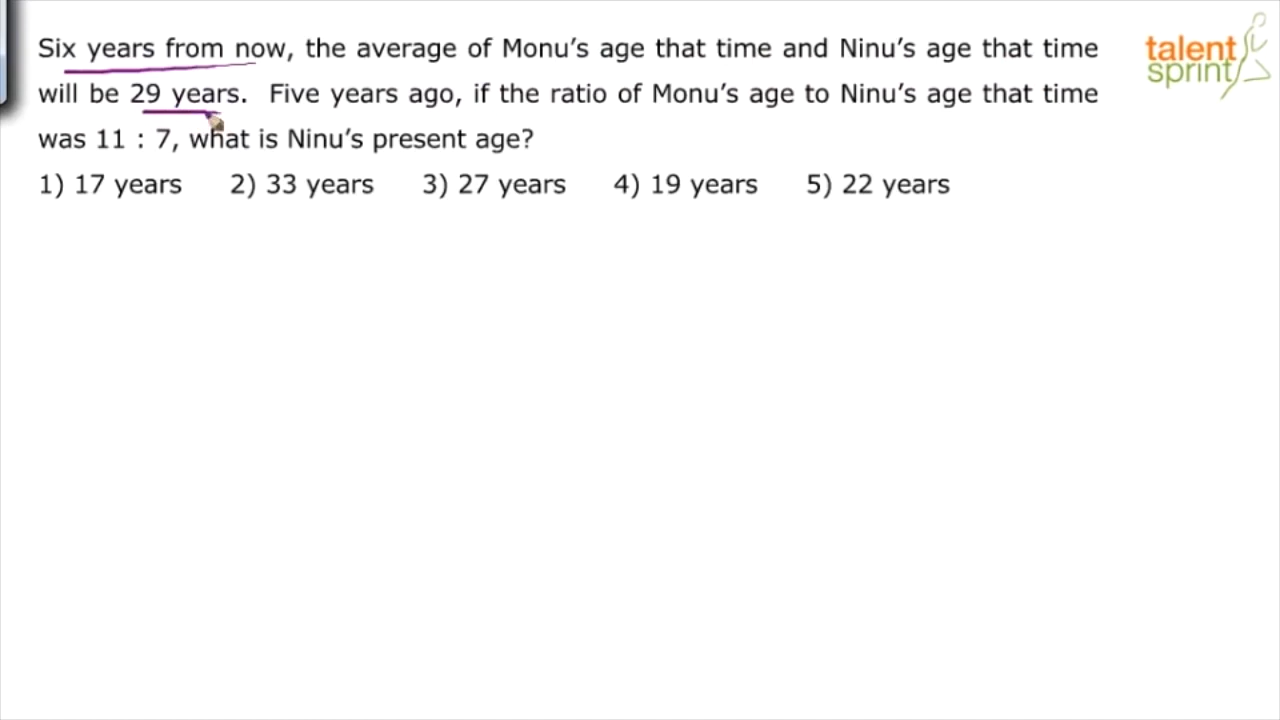 Six years from now, the average of Monu's age that time and Ninu's age that time
will be 29 years. Five years ago, if the ratio of Monu's age to Ninu's age that time
was 11 : 7, what is Ninu's present age?
1) 17 years 2) 33 years 3) 27 years 4) 19 years 5) 22 years
talent
sprint